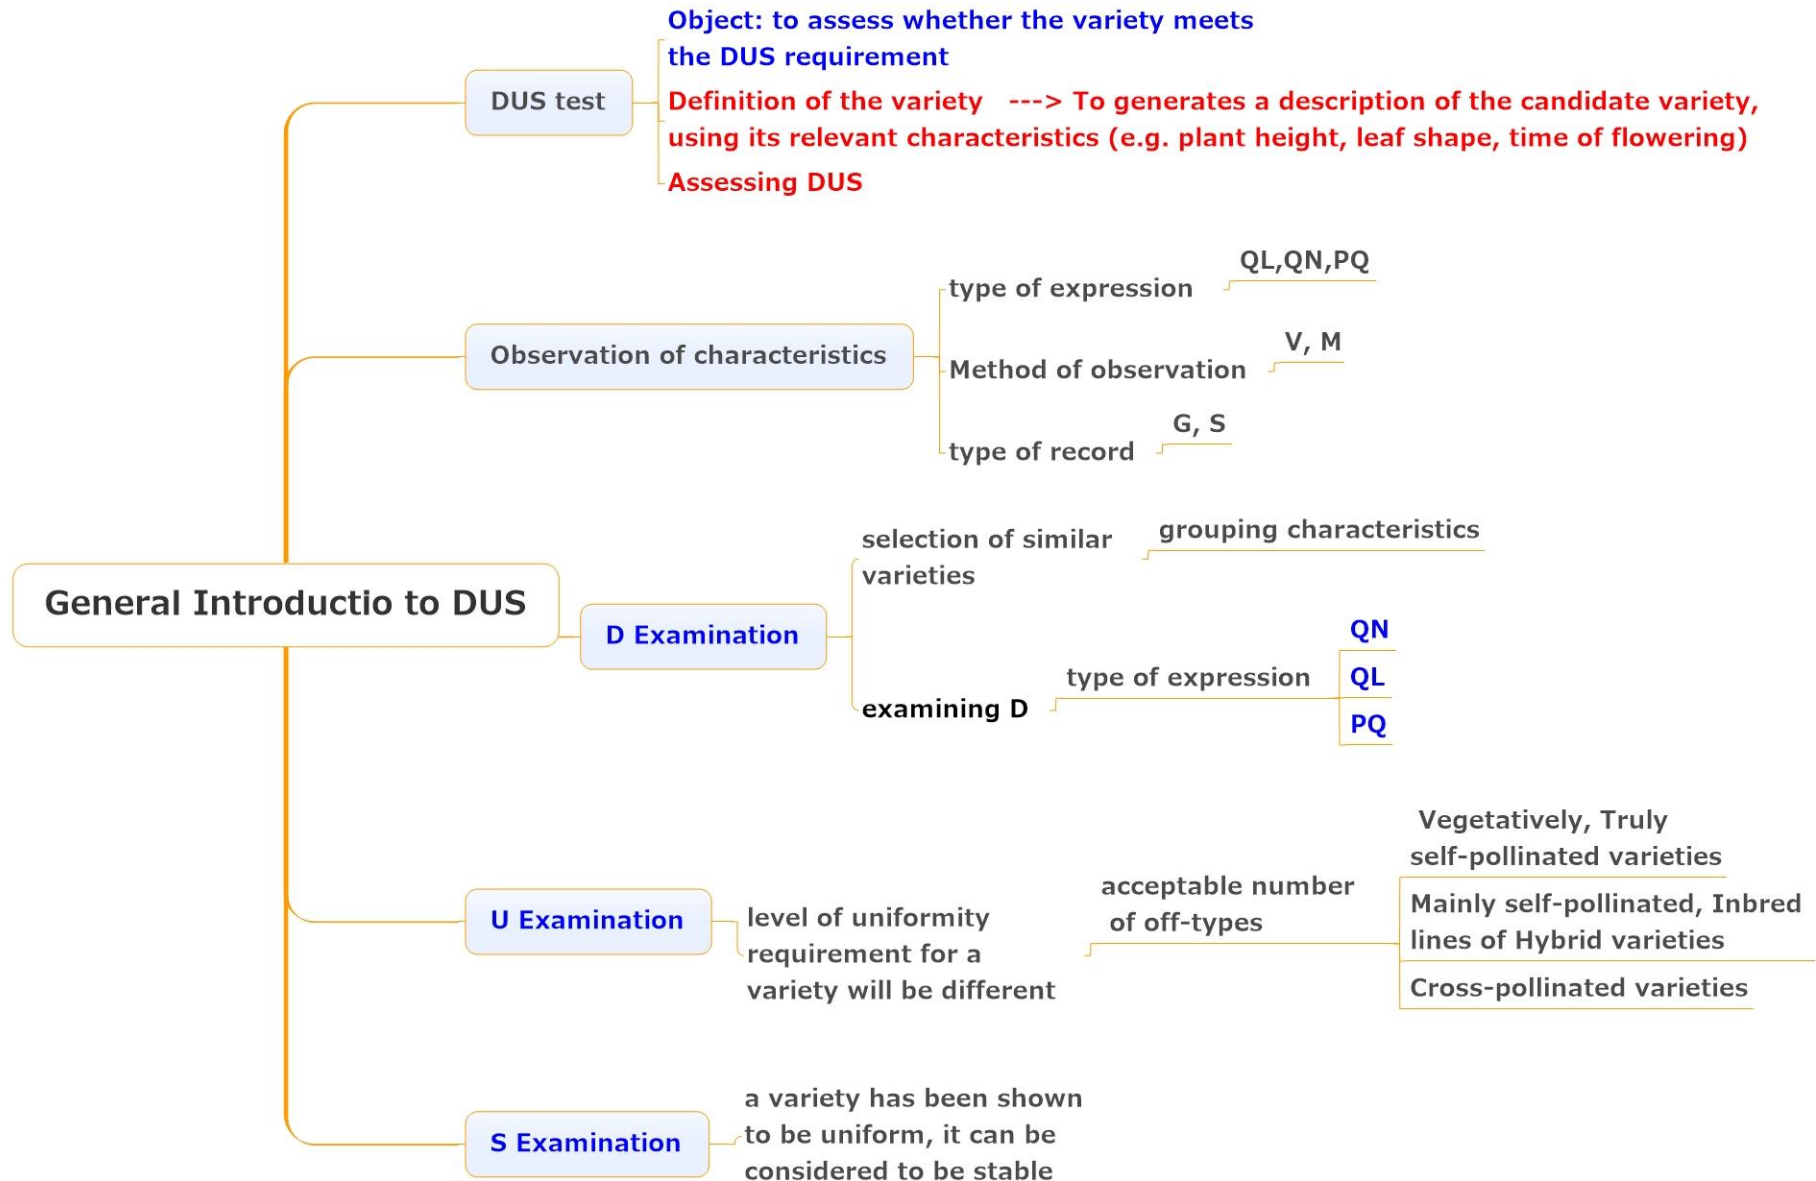 Object: to assess whether the variety meets
the DUS requirement
DUS test
Definition of the variety ---> To generates a description of the candidate variety,
using its relevant characteristics (e.g. plant height, leaf shape, time of flowering)
Assessing DUS
Observation of characteristics
type of expression
QL,QN,PQ
Method of observation
V, M
type of record
G, S
General Introductio to DUS
D Examination
selection of similar
varieties
grouping characteristics
examining D
type of expression
QN
QL
PQ
U Examination
level of uniformity
requirement for a
variety will be different
acceptable number
of off-types
Vegetatively, Truly
self-pollinated varieties
Mainly self-pollinated, Inbred
lines of Hybrid varieties
Cross-pollinated varieties
S Examination
a variety has been shown
to be uniform, it can be
considered to be stable